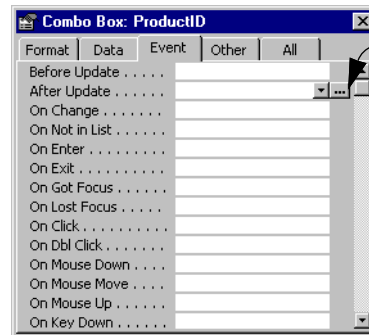 Combo Box: ProductID
Format Data Event Other All
Before Update . . . . .
After Update . . . . . .
On Change . . . . . . .
On Not in List . . . . .
On Enter . . . . . . . . .
On Exit . . . . . . . . . .
On Got Focus . . . . . .
On Lost Focus . . . . .
On Click . . . . . . . . . .
On Dbl Click . . . . . . .
On Mouse Down . . . .
On Mouse Move . . . .
On Mouse Up . . . . . .
On Key Down . . . . . .